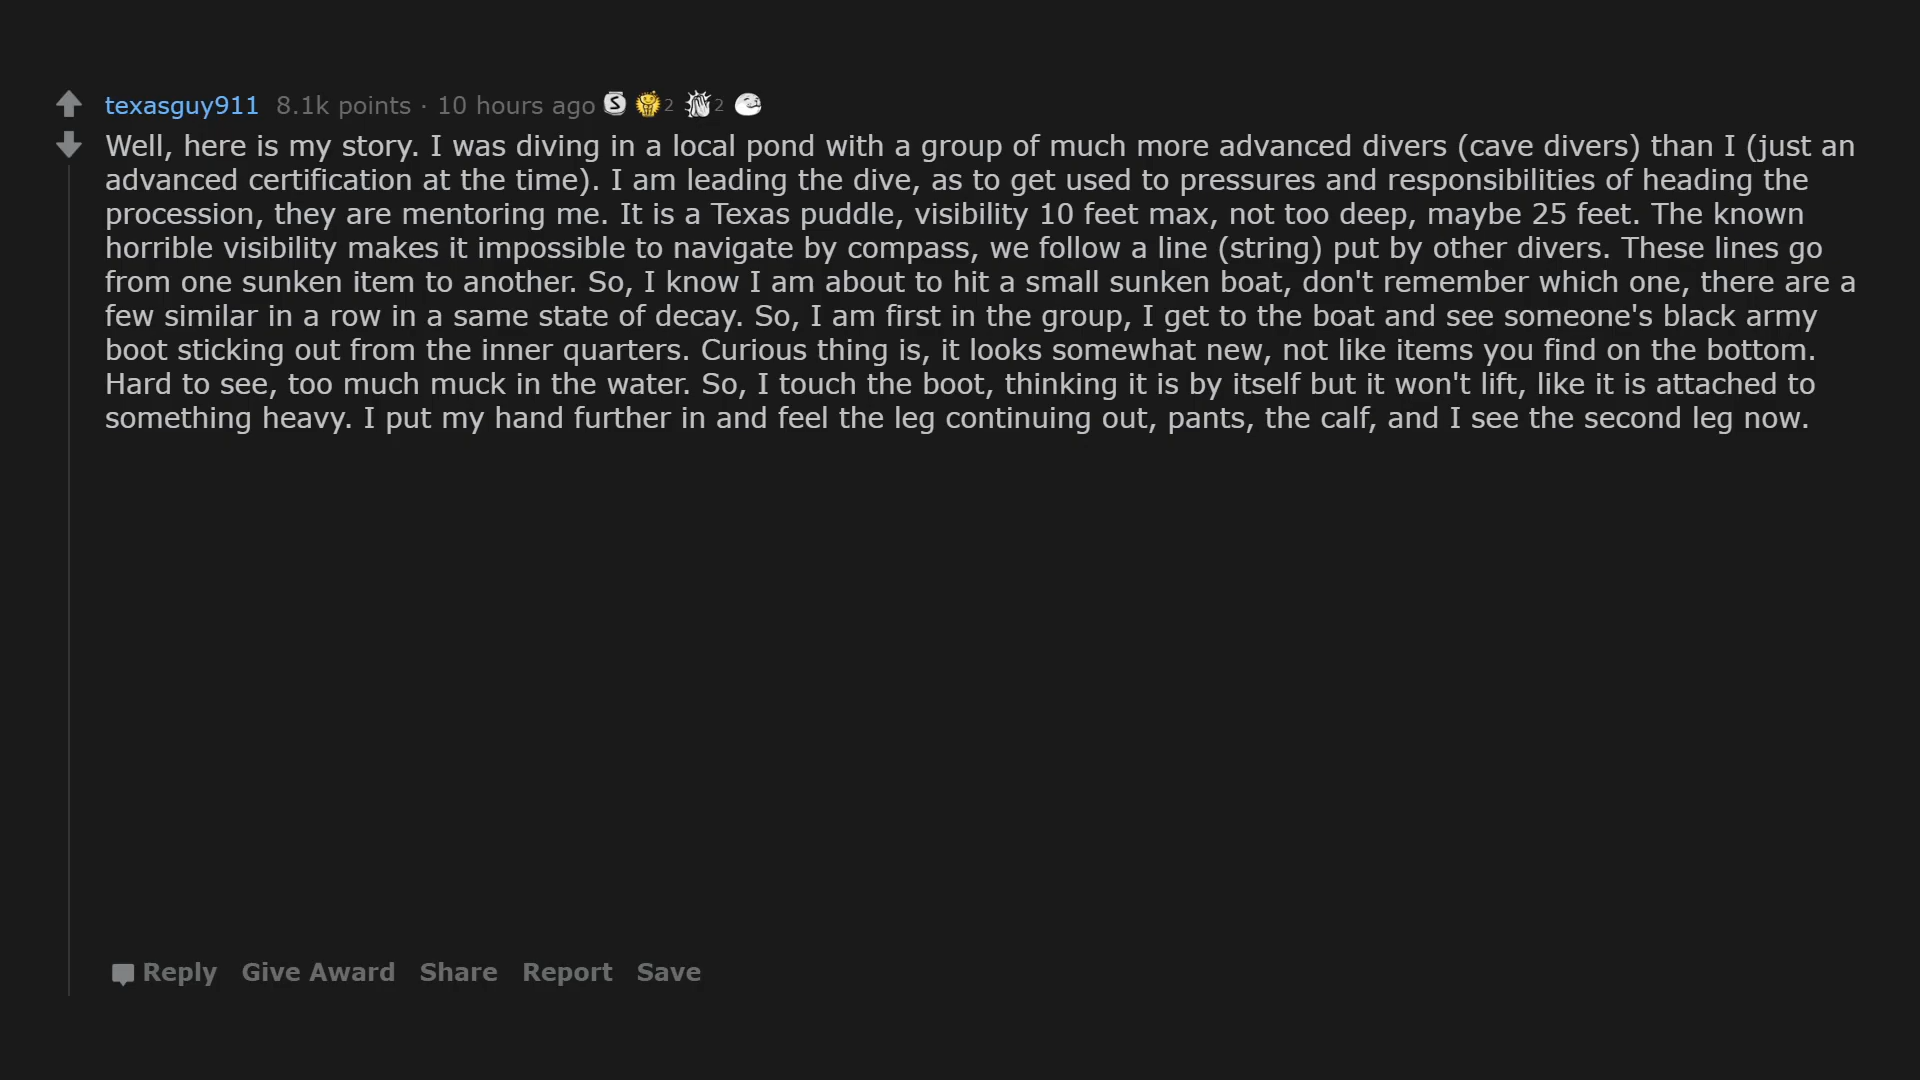 texasguy911 8.1k points · 10 hours ago S 2 2
Well, here is my story. I was diving in a local pond with a group of much more advanced divers (cave divers) than I (just an
advanced certification at the time). I am leading the dive, as to get used to pressures and responsibilities of heading the
procession, they are mentoring me. It is a Texas puddle, visibility 10 feet max, not too deep, maybe 25 feet. The known
horrible visibility makes it impossible to navigate by compass, we follow a line (string) put by other divers. These lines go
from one sunken item to another. So, I know I am about to hit a small sunken boat, don't remember which one, there are a
few similar in a row in a same state of decay. So, I am first in the group, I get to the boat and see someone's black army
boot sticking out from the inner quarters. Curious thing is, it looks somewhat new, not like items you find on the bottom.
Hard to see, too much muck in the water. So, I touch the boot, thinking it is by itself but it won't lift, like it is attached to
something heavy. I put my hand further in and feel the leg continuing out, pants, the calf, and I see the second leg now.
Reply Give Award Share Report Save